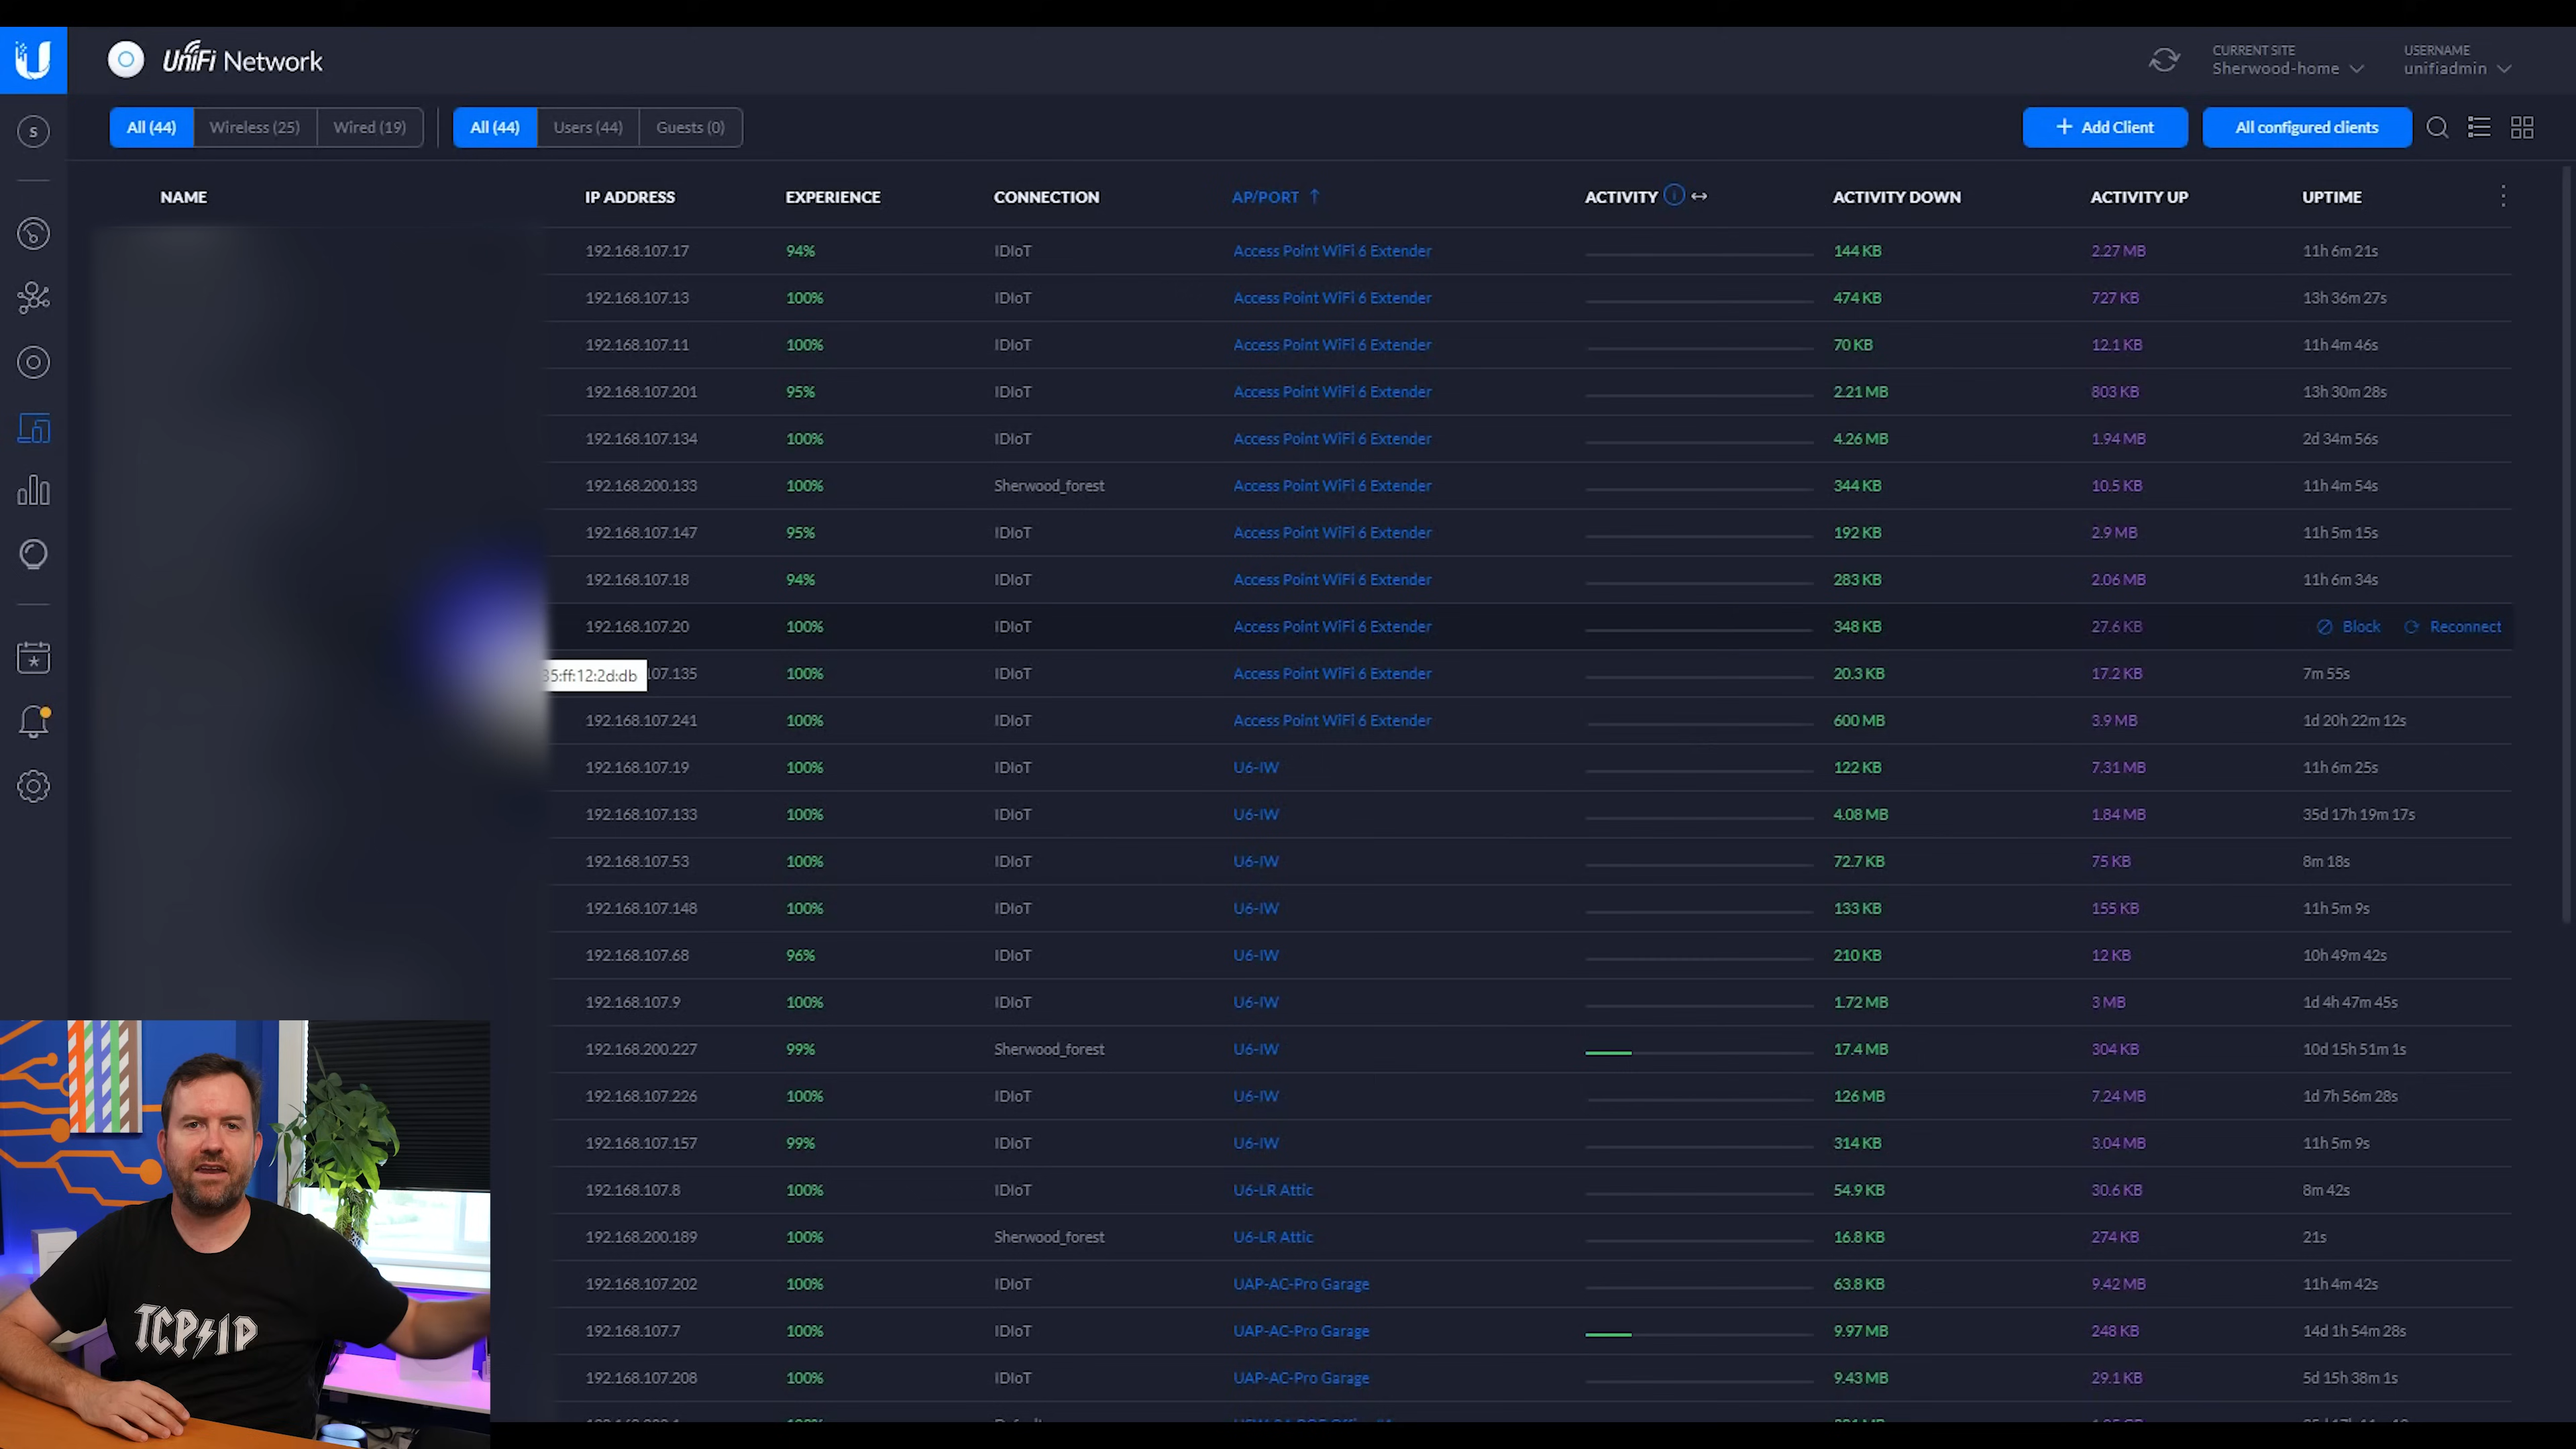 UniFi Network
CURRENT SITE
Sherwood-home
USERNAME
unifiadmin
S
All (44) Wireless (25) Wired (19) All (44) Users (44) Guests (0)
+ Add Client All configured clients
NAME IP ADDRESS EXPERIENCE CONNECTION AP/PORT ↑ ACTIVITY ACTIVITY DOWN ACTIVITY UP UPTIME
192.168.107.17 94% IDIoT Access Point WiFi 6 Extender 144 KB 2.27 MB 11h 6m 21s
192.168.107.13 100% IDIoT Access Point WiFi 6 Extender 474 KB 727 KB 13h 36m 27s
192.168.107.11 100% IDIoT Access Point WiFi 6 Extender 70 KB 12.1 KB 11h 4m 46s
192.168.107.201 95% IDIoT Access Point WiFi 6 Extender 2.21 MB 803 KB 13h 30m 28s
192.168.107.134 100% IDIoT Access Point WiFi 6 Extender 4.26 MB 1.94 MB 2d 34m 56s
192.168.200.133 100% Sherwood_forest Access Point WiFi 6 Extender 344 KB 10.5 KB 11h 4m 54s
192.168.107.147 95% IDIoT Access Point WiFi 6 Extender 192 KB 2.9 MB 11h 5m 15s
192.168.107.18 94% IDIoT Access Point WiFi 6 Extender 283 KB 2.06 MB 11h 6m 34s
192.168.107.20 100% IDIoT Access Point WiFi 6 Extender 348 KB 27.6 KB Block Reconnect
35:ff:12:2d:db 107.135 100% IDIoT Access Point WiFi 6 Extender 20.3 KB 17.2 KB 7m 55s
192.168.107.241 100% IDIoT Access Point WiFi 6 Extender 600 MB 3.9 MB 1d 20h 22m 12s
192.168.107.19 100% IDIoT U6-IW 122 KB 7.31 MB 11h 6m 25s
192.168.107.133 100% IDIoT U6-IW 4.08 MB 1.84 MB 35d 17h 19m 17s
192.168.107.53 100% IDIoT U6-IW 72.7 KB 75 KB 8m 18s
192.168.107.148 100% IDIoT U6-IW 133 KB 155 KB 11h 5m 9s
192.168.107.68 96% IDIoT U6-IW 210 KB 12 KB 10h 49m 42s
192.168.107.9 100% IDIoT U6-IW 1.72 MB 3 MB 1d 4h 47m 45s
192.168.200.227 99% Sherwood_forest U6-IW 17.4 MB 304 KB 10d 15h 51m 1s
192.168.107.226 100% IDIoT U6-IW 126 MB 7.24 MB 1d 7h 56m 28s
192.168.107.157 99% IDIoT U6-IW 314 KB 3.04 MB 11h 5m 9s
192.168.107.8 100% IDIoT U6-LR Attic 54.9 KB 30.6 KB 8m 42s
192.168.200.189 100% Sherwood_forest U6-LR Attic 16.8 KB 274 KB 21s
192.168.107.202 100% IDIoT UAP-AC-Pro Garage 63.8 KB 9.42 MB 11h 4m 42s
192.168.107.7 100% IDIoT UAP-AC-Pro Garage 9.97 MB 248 KB 14d 1h 54m 28s
192.168.107.208 100% IDIoT UAP-AC-Pro Garage 9.43 MB 29.1 KB 5d 15h 38m 1s
TCP/IP